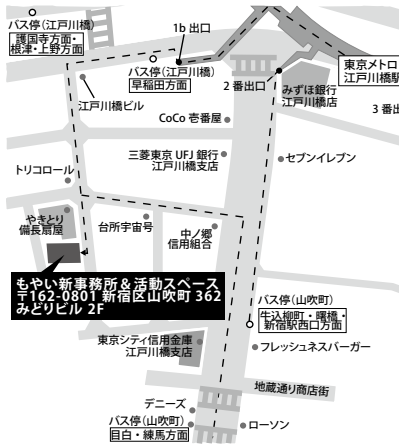 バス停（江戸川橋）
護国寺方面・
根津・上野方面
1b 出口
バス停（江戸川橋）
早稲田方面
東京メトロ
江戸川橋駅
江戸川橋ビル
2 番出口
みずほ銀行
江戸川橋店
3 番出
CoCo 壱番屋
三菱東京 UFJ 銀行
江戸川橋支店
セブンイレブン
トリコロール
やきとり
備長扇屋
台所宇宙号
中ノ郷
信用組合
もやい新事務所＆活動スペース
〒162-0801 新宿区山吹町 362
みどりビル 2F
バス停（山吹町）
牛込柳町・曙橋・
新宿駅西口方面
東京シティ信用金庫
江戸川橋支店
フレッシュネスバーガー
地蔵通り商店街
デニーズ
バス停（山吹町）
目白・練馬方面
ローソン